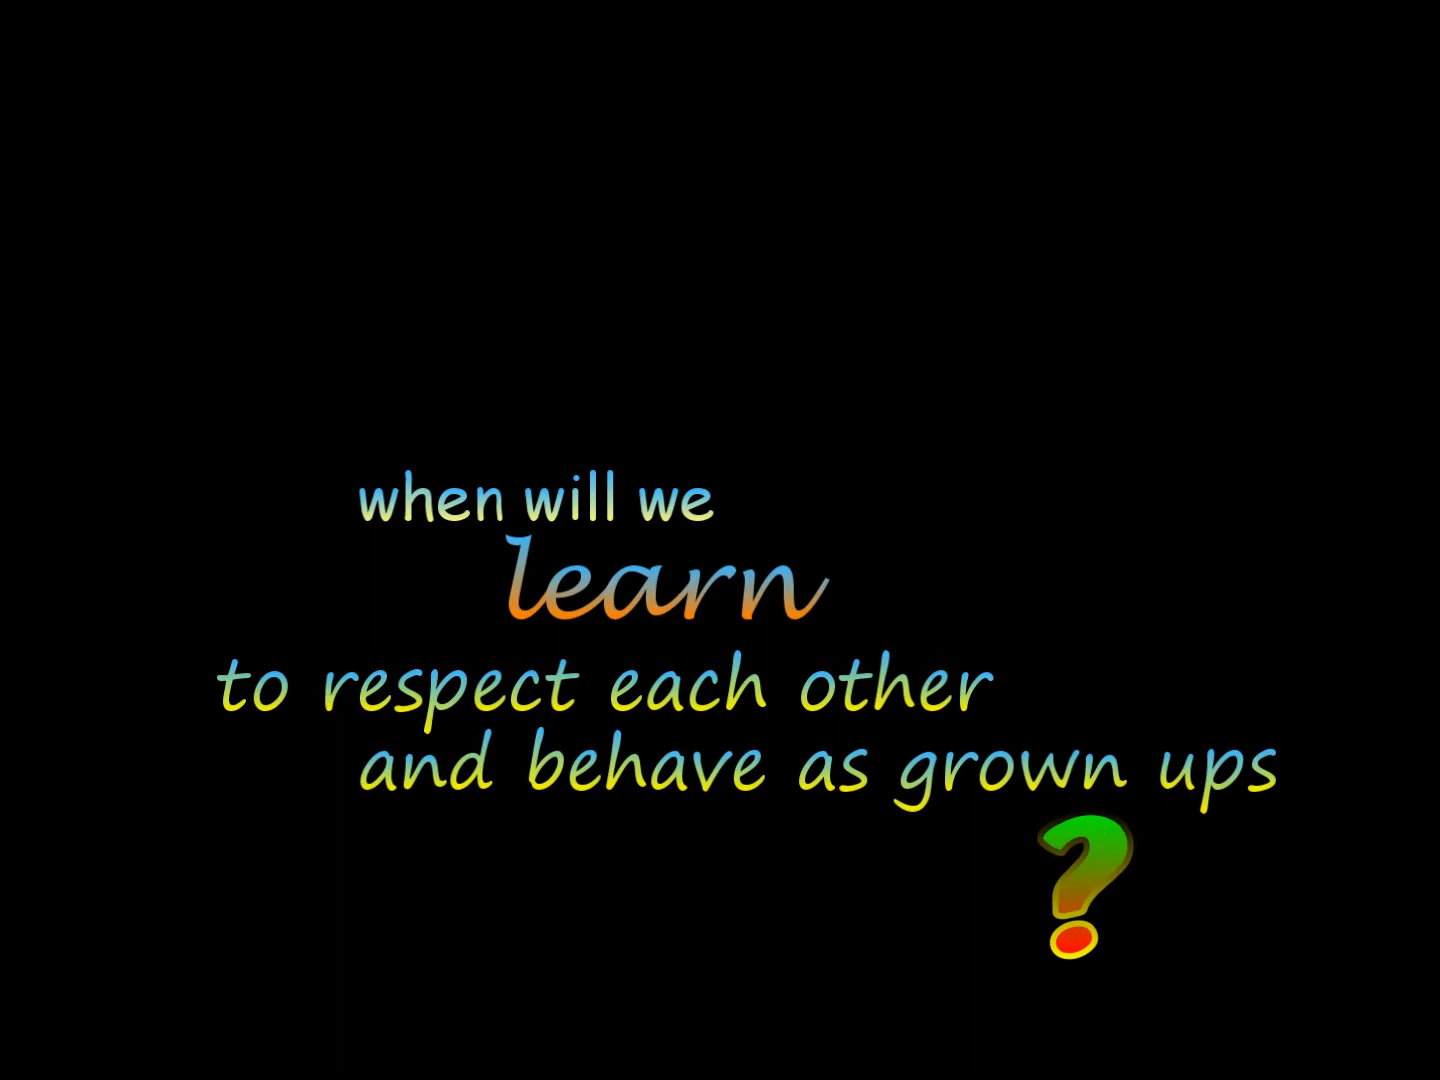 when will we
learn
to respect each other
and behave as grown ups
?